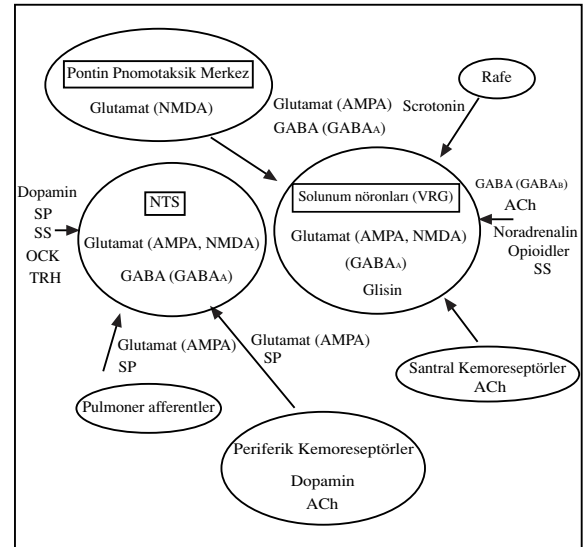 Pontin Pnomotaksik Merkez
Glutamat (NMDA)
Glutamat (AMPA)
GABA (GABAA)
Rafe
Scrotonin
Dopamin
SP
SS
OCK
TRH
NTS
Glutamat (AMPA, NMDA)
GABA (GABAA)
Solunum nöronları (VRG)
Glutamat (AMPA, NMDA)
(GABAA)
Glisin
GABA (GABAB)
ACh
Noradrenalin
Opioidler
SS
Glutamat (AMPA)
SP
Glutamat (AMPA)
SP
Pulmoner afferentler
Santral Kemoreseptörler
ACh
Periferik Kemoreseptörler
Dopamin
ACh